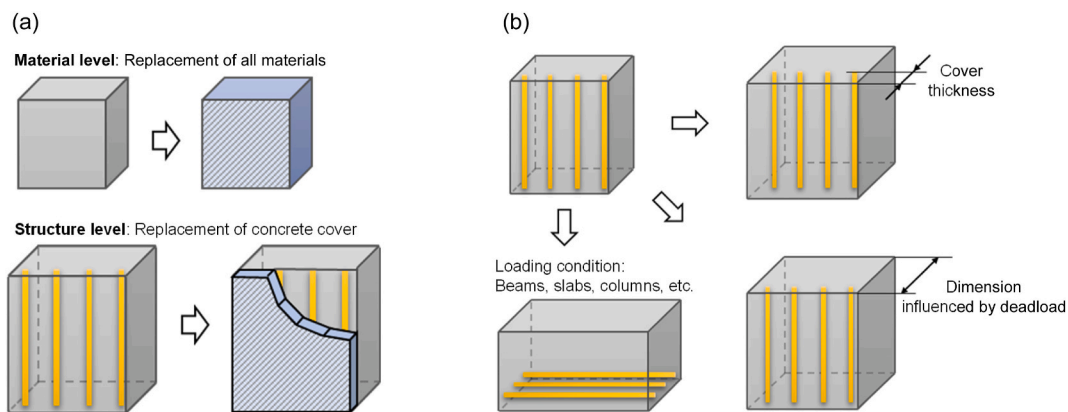 (a)
Material level: Replacement of all materials
Structure level: Replacement of concrete cover
(b)
Cover
thickness
Loading condition:
Beams, slabs, columns, etc.
Dimension
influenced by deadload